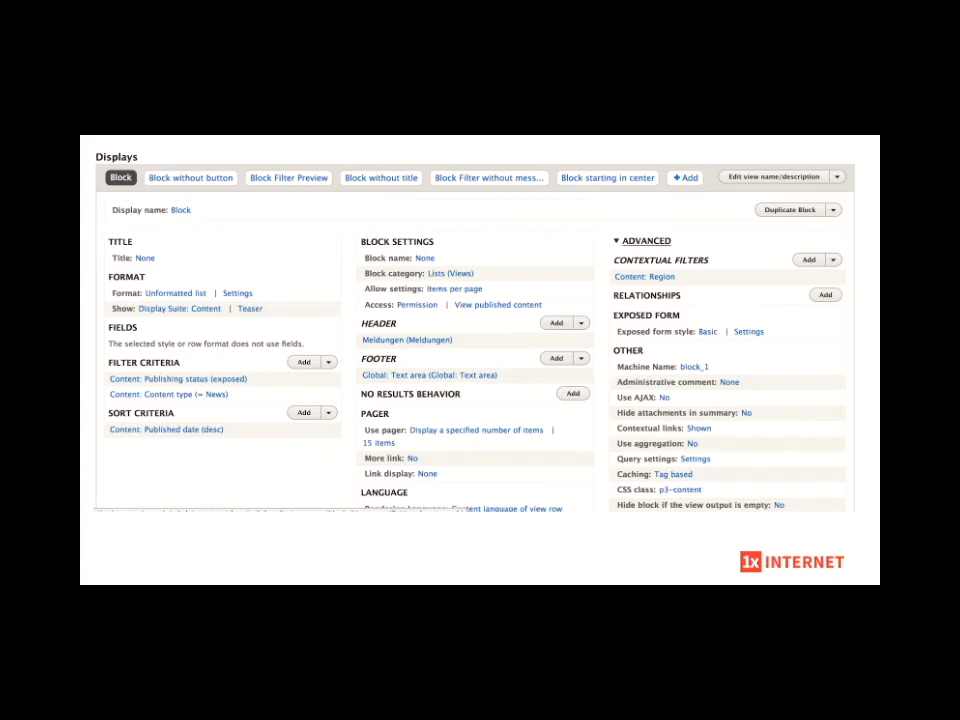 Displays
Block Block without button Block Filter Preview Block without title Block Filter without mess... Block starting in center + Add Edit view name/description
Display name: Block Duplicate Block
TITLE
Title: None
FORMAT
Format: Unformatted list | Settings
Show: Display Suite: Content | Teaser
FIELDS
The selected style or row format does not use fields.
FILTER CRITERIA Add
Content: Publishing status (exposed)
Content: Content type (= News)
SORT CRITERIA Add
Content: Published date (desc)
BLOCK SETTINGS
Block name: None
Block category: Lists (Views)
Allow settings: Items per page
Access: Permission | View published content
HEADER Add
Meldungen (Meldungen)
FOOTER Add
Global: Text area (Global: Text area)
NO RESULTS BEHAVIOR Add
PAGER
Use pager: Display a specified number of items |
15 items
More link: No
Link display: None
LANGUAGE
Rendering Language: Content language of view row
ADVANCED
CONTEXTUAL FILTERS Add
Content: Region
RELATIONSHIPS Add
EXPOSED FORM
Exposed form style: Basic | Settings
OTHER
Machine Name: block_1
Administrative comment: None
Use AJAX: No
Hide attachments in summary: No
Contextual links: Shown
Use aggregation: No
Query settings: Settings
Caching: Tag based
CSS class: p3-content
Hide block if the view output is empty: No
1x INTERNET